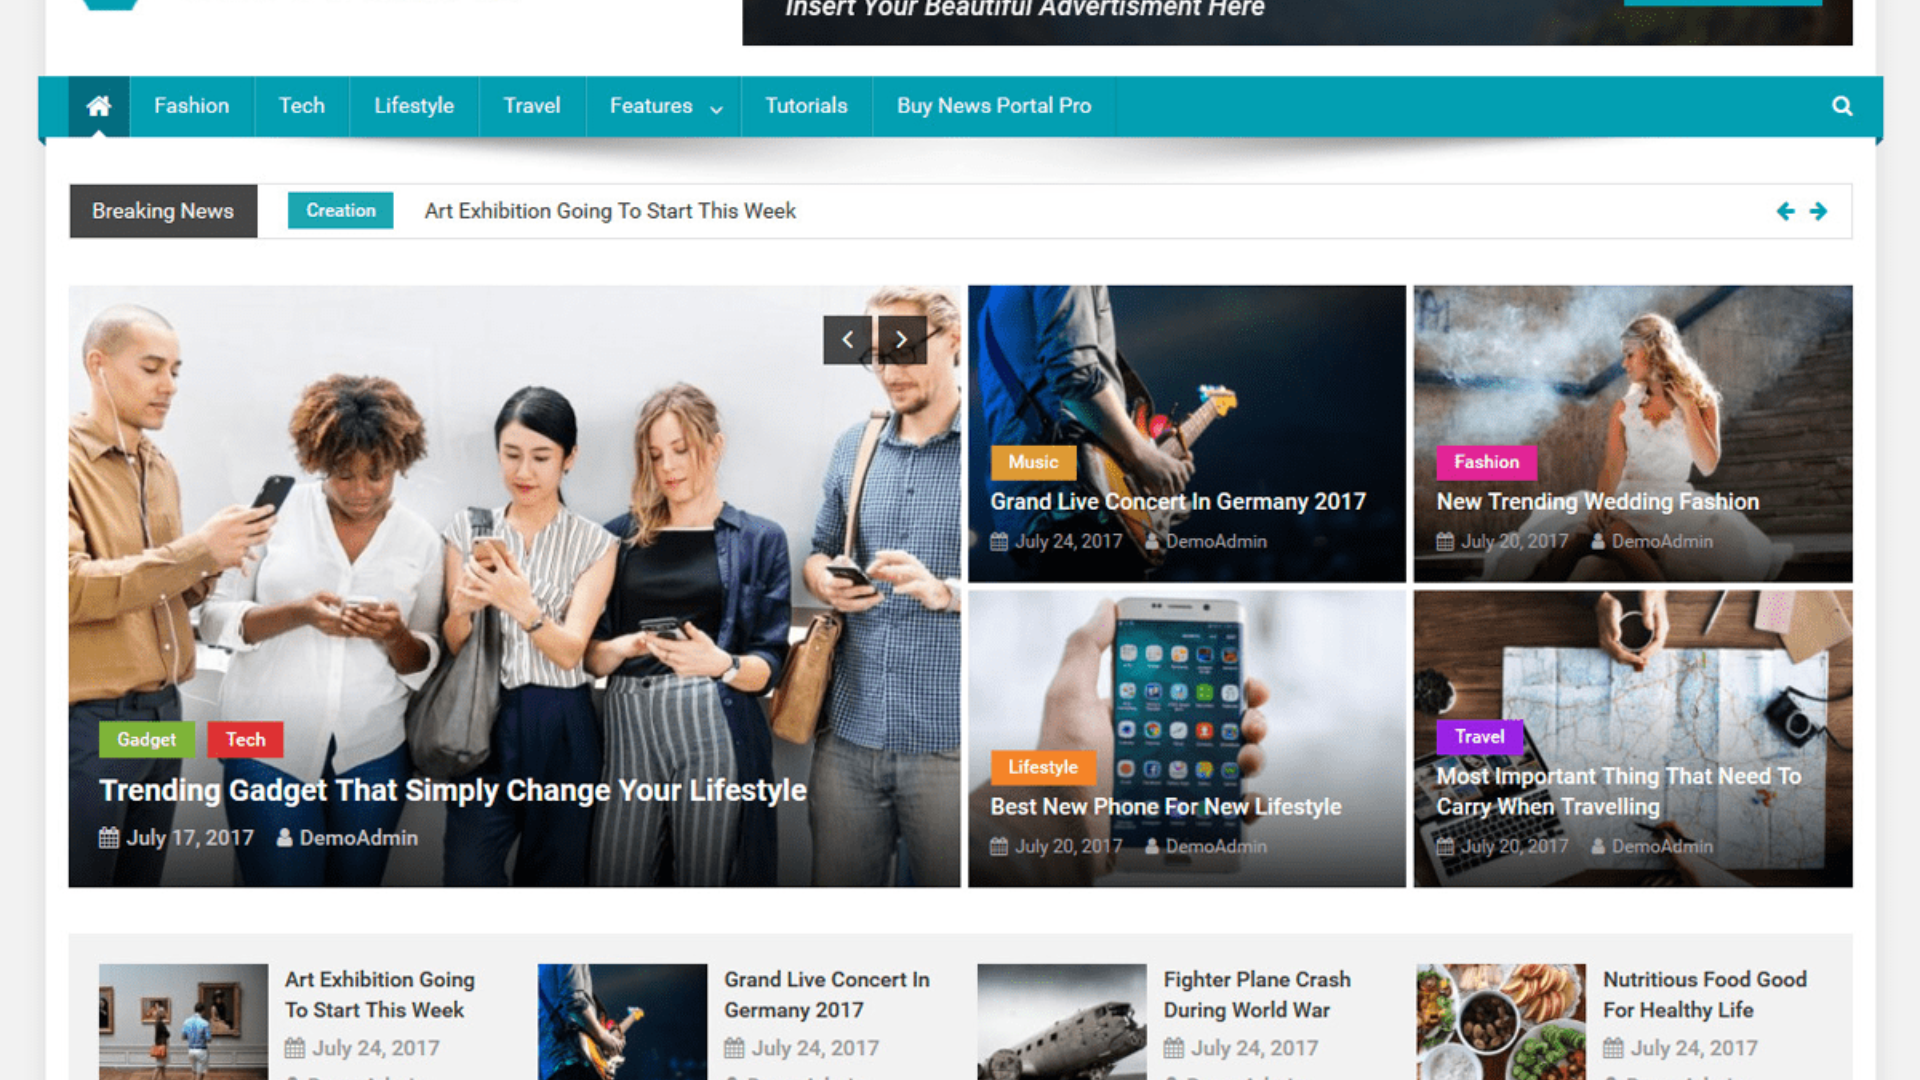 Insert Your Beautiful Advertisment Here
Fashion
Tech
Lifestyle
Travel
Features
Tutorials
Buy News Portal Pro
Breaking News
Creation
Art Exhibition Going To Start This Week
Gadget
Tech
Trending Gadget That Simply Change Your Lifestyle
July 17, 2017 DemoAdmin
Music
Grand Live Concert In Germany 2017
July 24, 2017 DemoAdmin
Fashion
New Trending Wedding Fashion
July 20, 2017 DemoAdmin
Lifestyle
Best New Phone For New Lifestyle
July 20, 2017 DemoAdmin
Travel
Most Important Thing That Need To
Carry When Travelling
July 20, 2017 DemoAdmin
Art Exhibition Going
To Start This Week
July 24, 2017
Grand Live Concert In
Germany 2017
July 24, 2017
Fighter Plane Crash
During World War
July 24, 2017
Nutritious Food Good
For Healthy Life
July 24, 2017